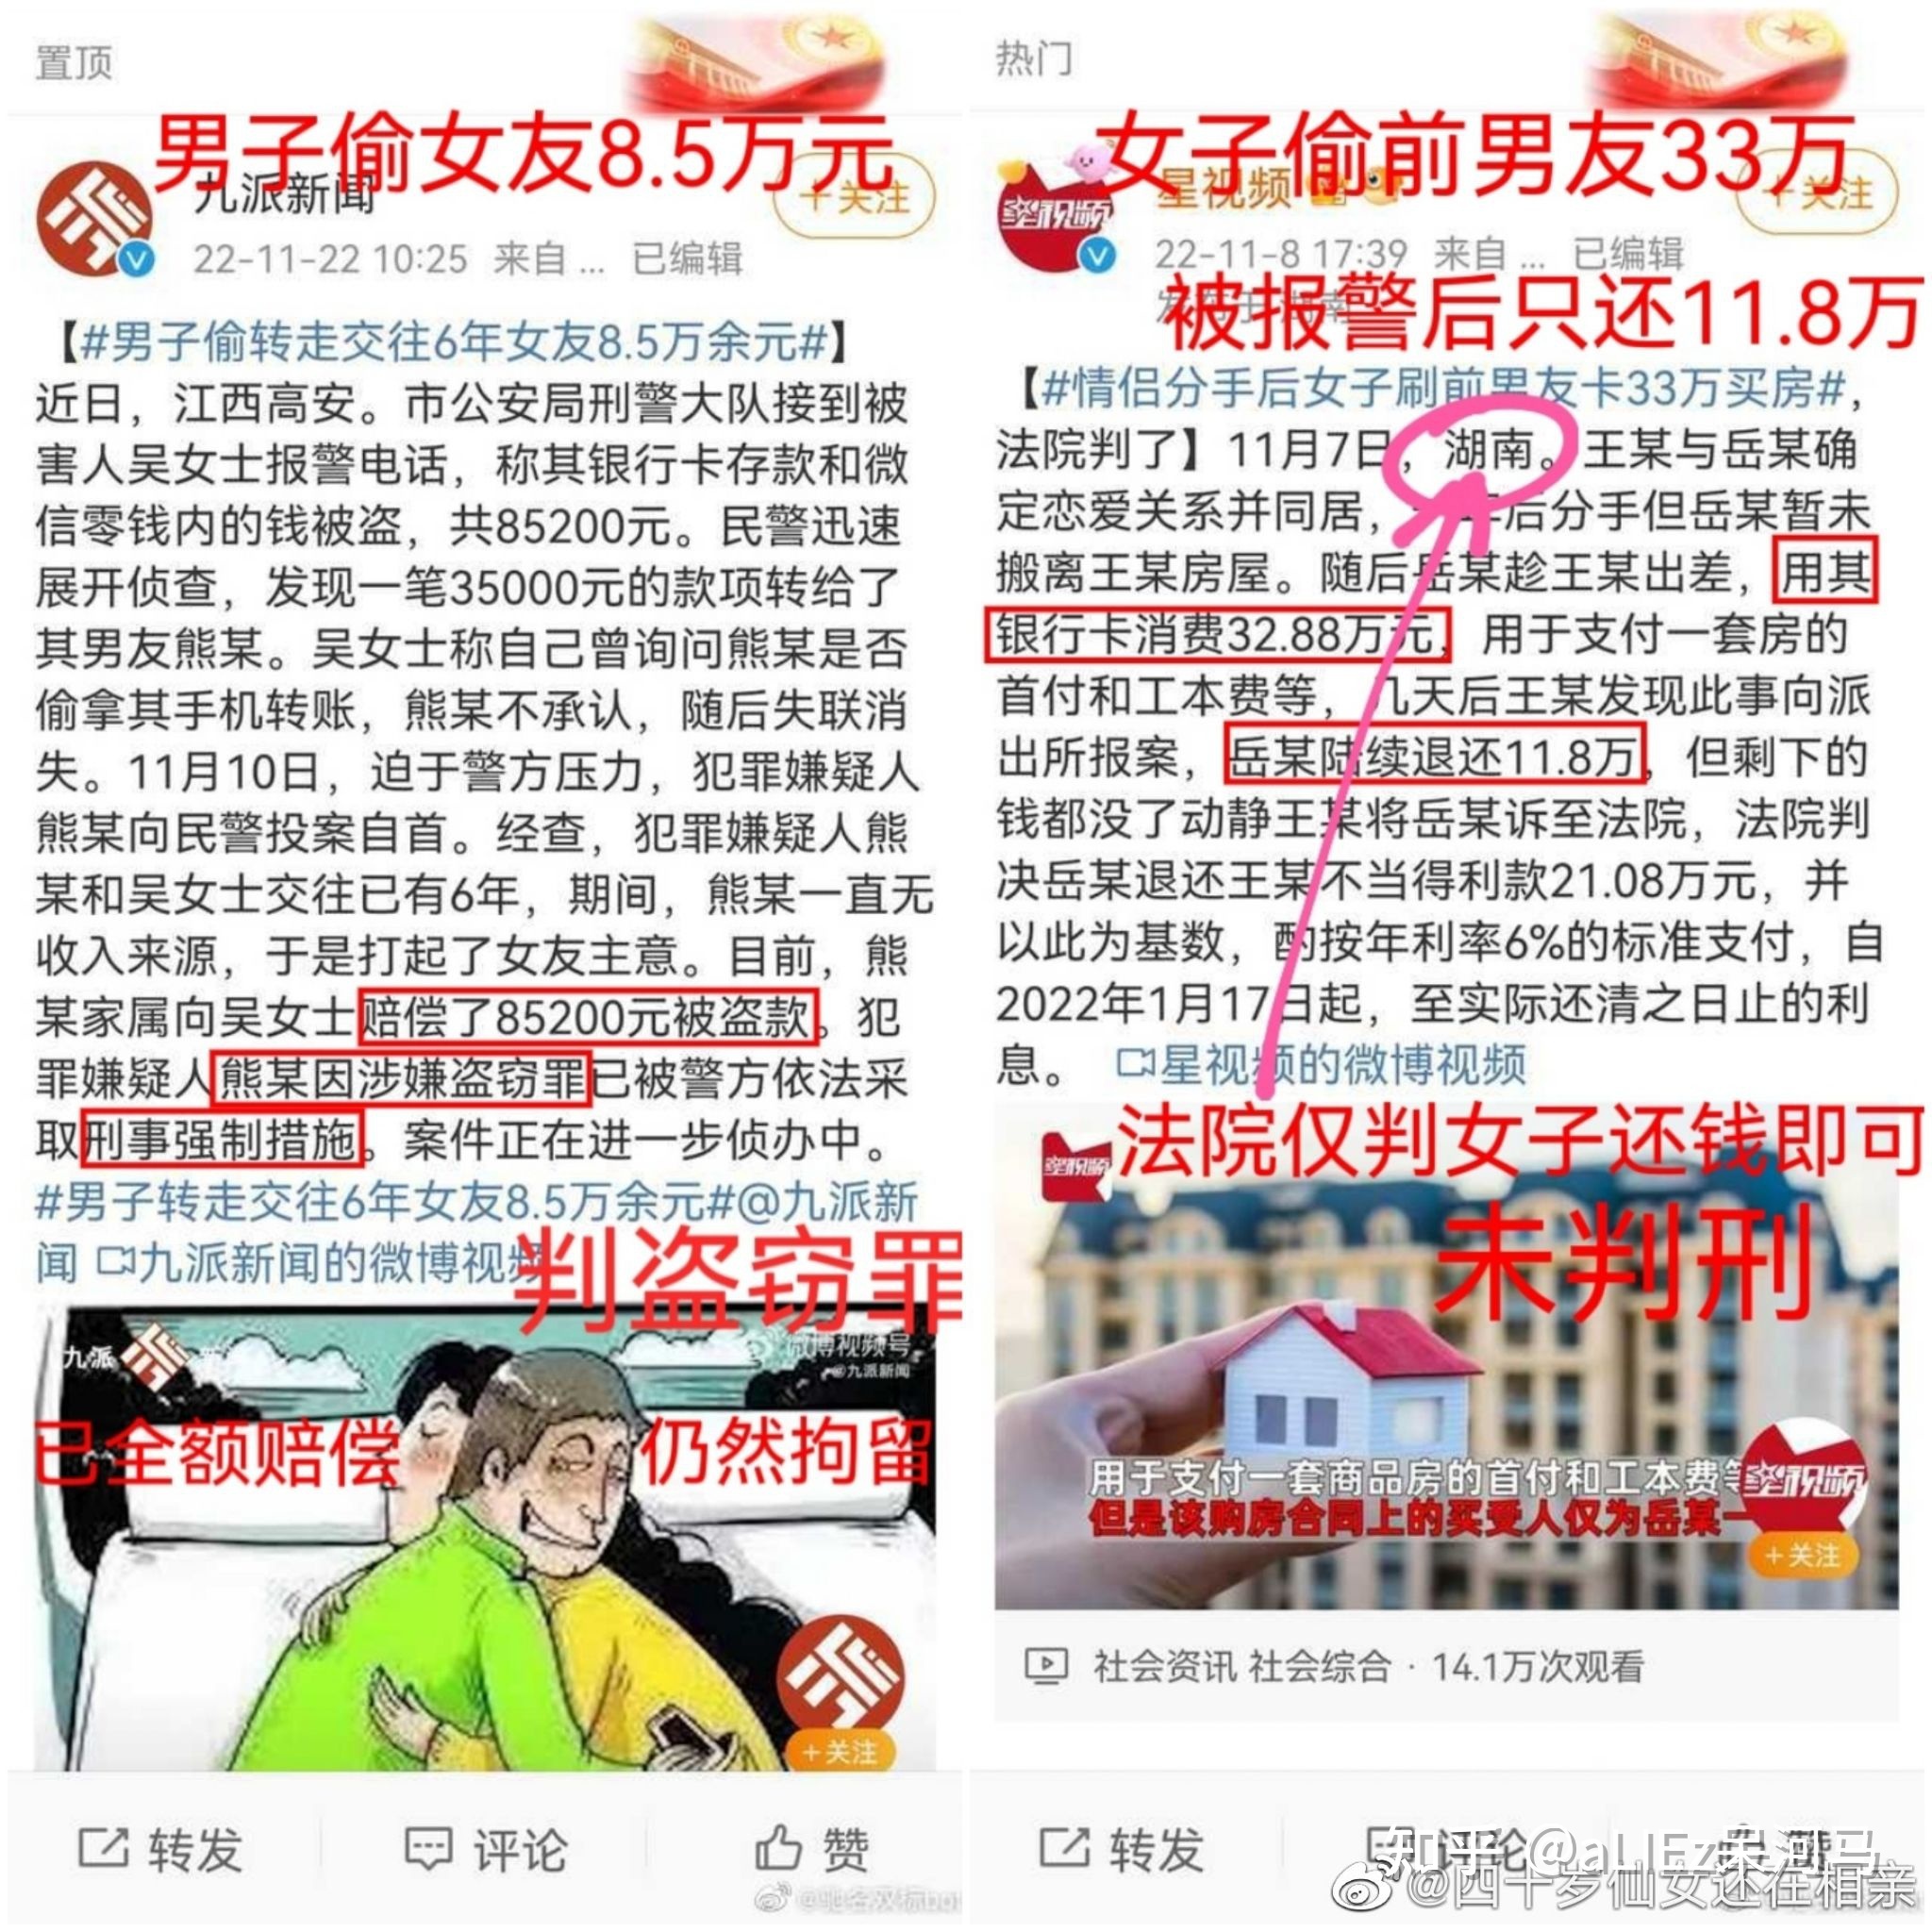 置顶
男子偷女友8.5万元
九派新闻
+关注
22-11-22 10:25 来自 ... 已编辑
【#男子偷转走交往6年女友8.5万余元#】
近日，江西高安。市公安局刑警大队接到被
害人吴女士报警电话，称其银行卡存款和微
信零钱内的钱被盗，共85200元。民警迅速
展开侦查，发现一笔35000元的款项转给了
其男友熊某。吴女士称自己曾询问熊某是否
偷拿其手机转账，熊某不承认，随后失联消
失。11月10日，迫于警方压力，犯罪嫌疑人
熊某向民警投案自首。经查，犯罪嫌疑人熊
某和吴女士交往已有6年，期间，熊某一直无
收入来源，于是打起了女友主意。目前，熊
某家属向吴女士赔偿了85200元被盗款。犯
罪嫌疑人熊某因涉嫌盗窃罪已被警方依法采
取刑事强制措施。案件正在进一步侦办中。
#男子转走交往6年女友8.5万余元#@九派新
闻 九派新闻的微博视频
判盗窃罪
九派
微博视频号
@九派新闻
已全额赔偿
仍然拘留
+关注
转发
评论
赞
热门
女子偷前男友33万
星视频
星视频
+关注
22-11-8 17:39 来自 ... 已编辑
被报警后只还11.8万
【#情侣分手后女子刷前男友卡33万买房#，
法院判了】11月7日，湖南。王某与岳某确
定恋爱关系并同居，年后分手但岳某暂未
搬离王某房屋。随后岳某趁王某出差，用其
银行卡消费32.88万元，用于支付一套房的
首付和工本费等，几天后王某发现此事向派
出所报案，岳某陆续退还11.8万，但剩下的
钱都没了动静王某将岳某诉至法院，法院判
决岳某退还王某不当得利款21.08万元，并
以此为基数，酌按年利率6%的标准支付，自
2022年1月17日起，至实际还清之日止的利
息。 星视频的微博视频
星视频
法院仅判女子还钱即可
未判刑
用于支付一套商品房的首付和工本费等
但是该购房合同上的买受人仅为岳某一
星视频
+关注
社会资讯 社会综合 · 14.1万次观看
转发
评论
@四十岁仙女还在相亲